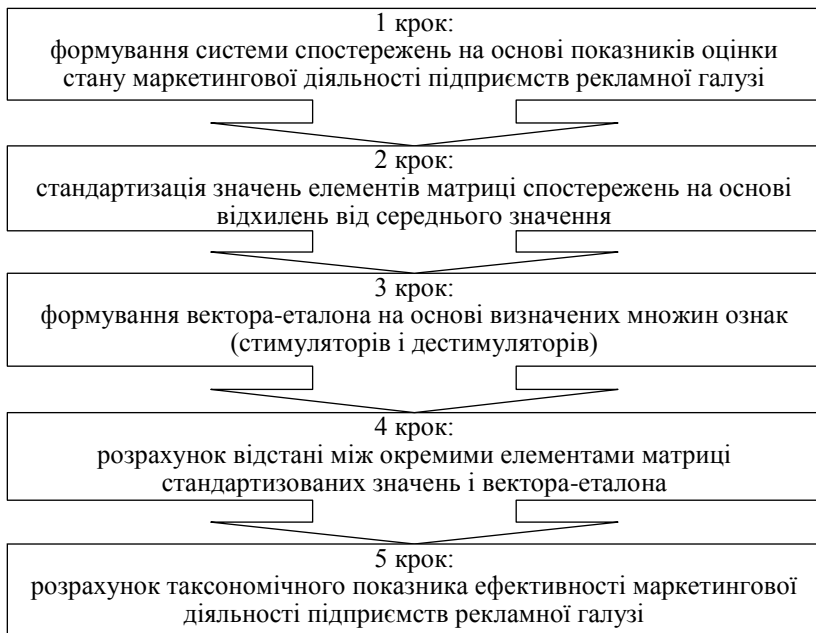 1 крок:
формування системи спостережень на основі показників оцінки
стану маркетингової діяльності підприємств рекламної галузі
2 крок:
стандартизація значень елементів матриці спостережень на основі
відхилень від середнього значення
3 крок:
формування вектора-еталона на основі визначених множин ознак
(стимуляторів і дестимуляторів)
4 крок:
розрахунок відстані між окремими елементами матриці
стандартизованих значень і вектора-еталона
5 крок:
розрахунок таксономічного показника ефективності маркетингової
діяльності підприємств рекламної галузі